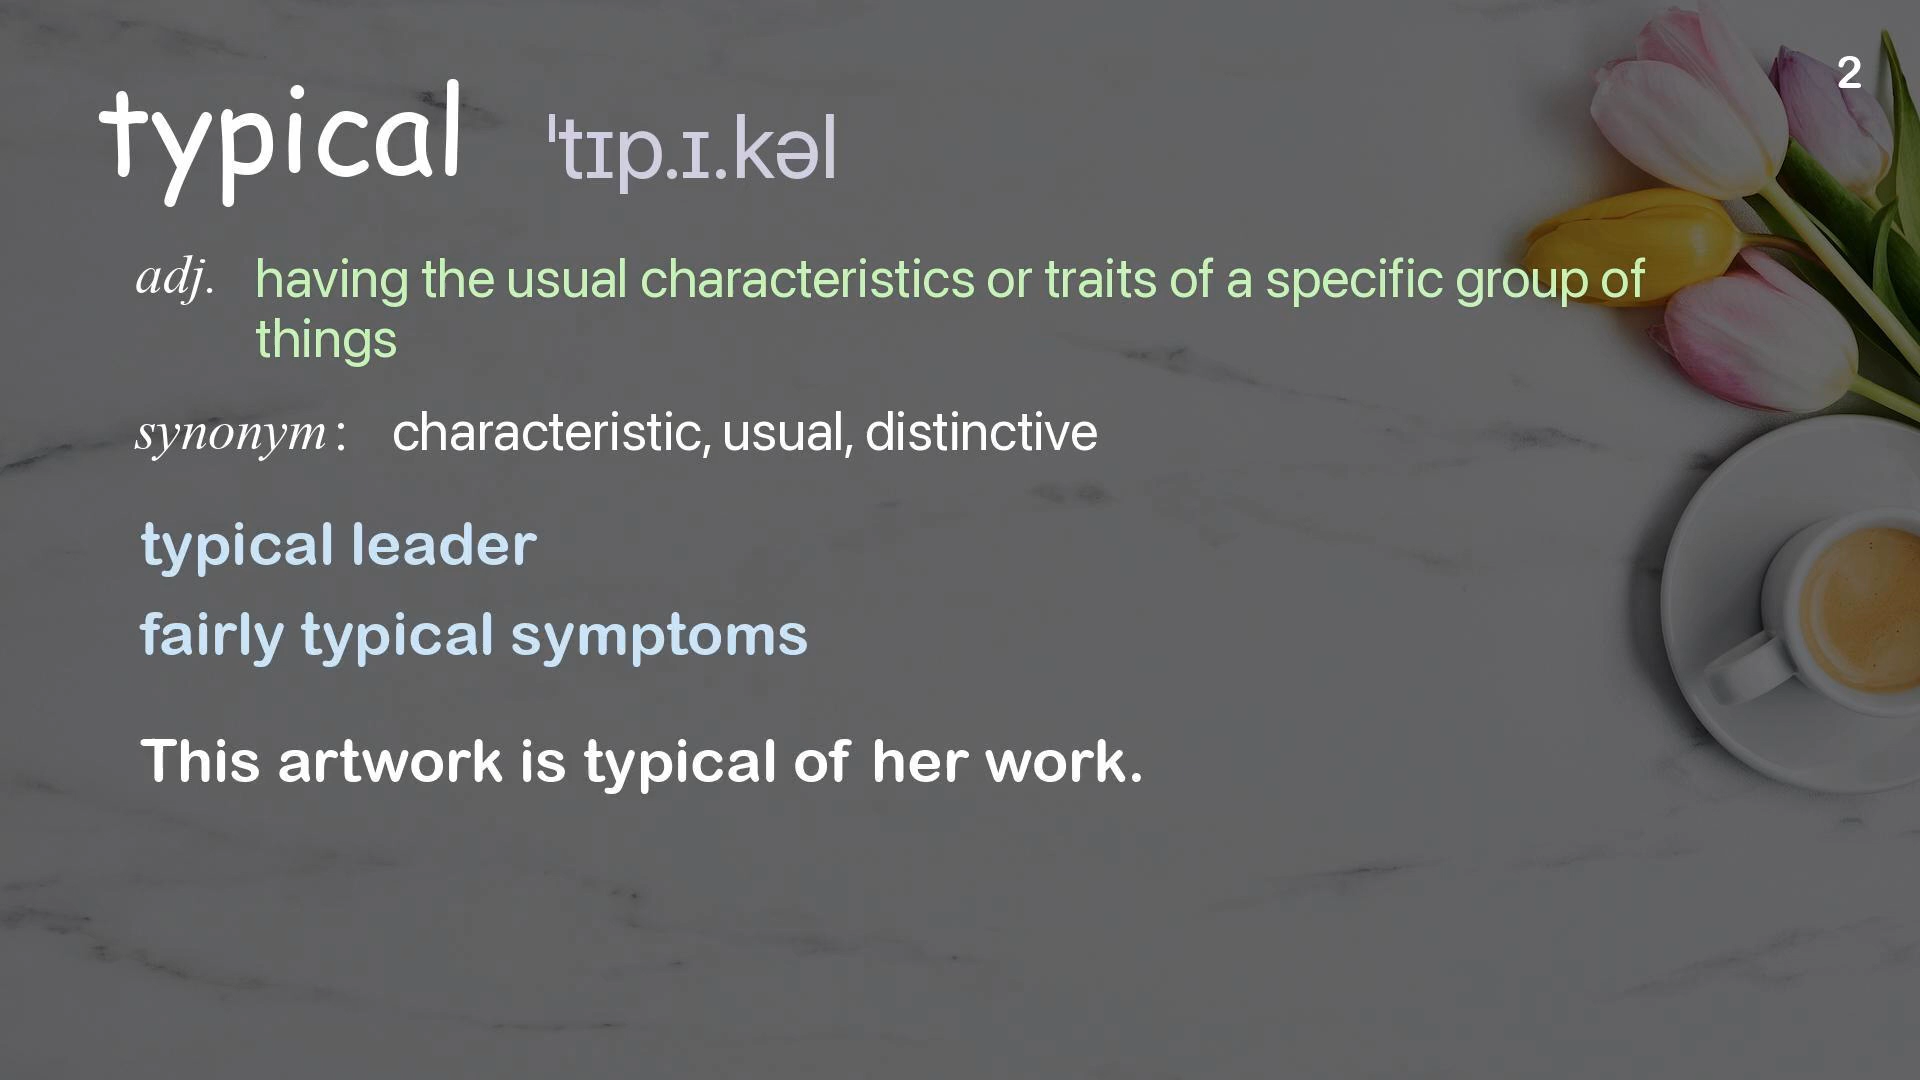 2
typical ˈtɪp.ɪ.kəl
adj. having the usual characteristics or traits of a specific group of
things
synonym: characteristic, usual, distinctive
typical leader
fairly typical symptoms
This artwork is typical of her work.